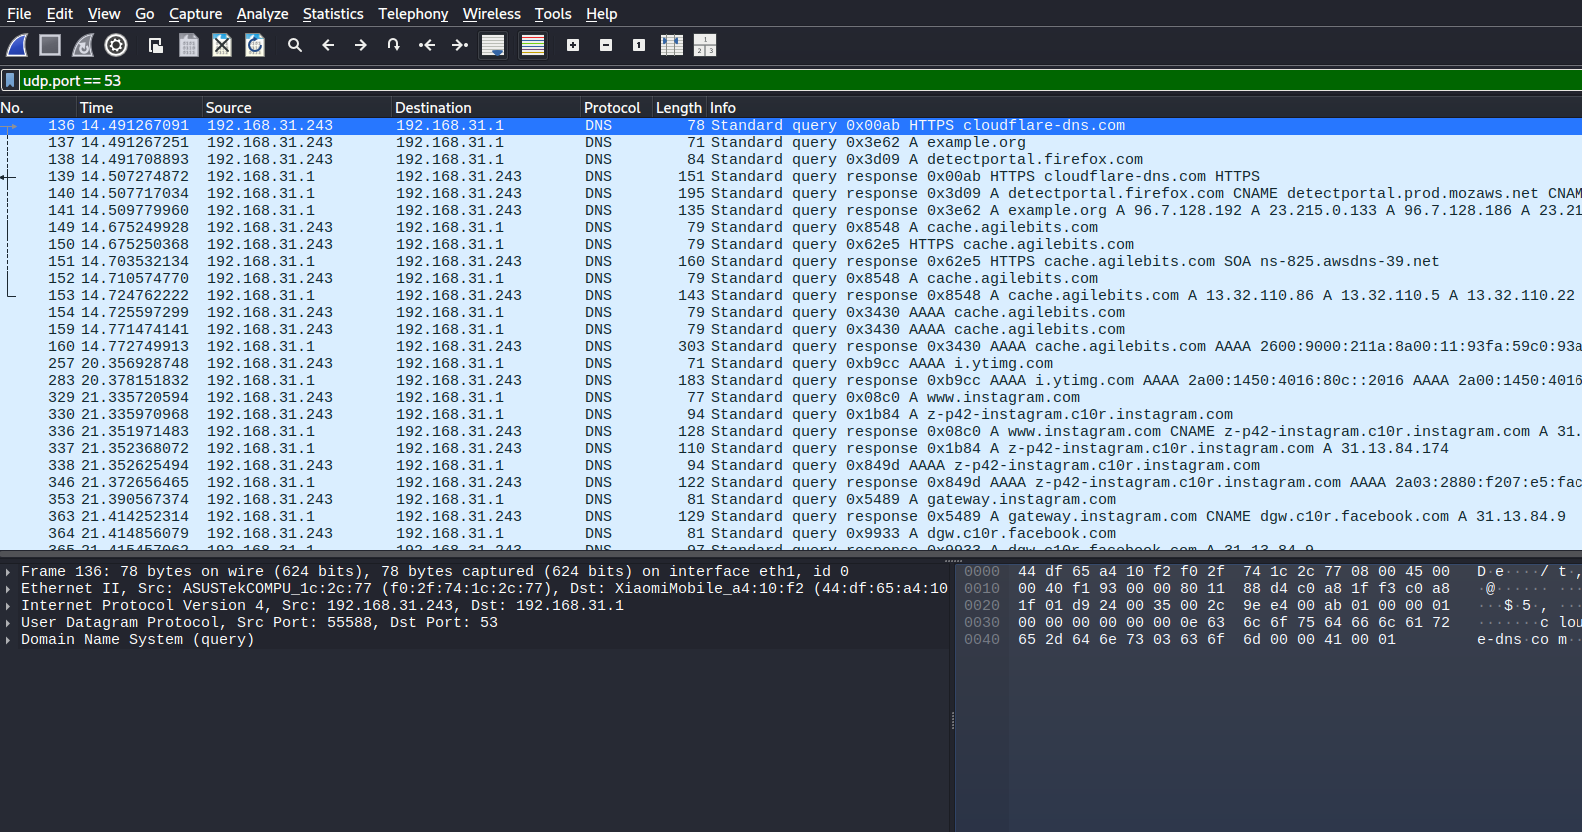 File Edit View Go Capture Analyze Statistics Telephony Wireless Tools Help
udp.port == 53
No. Time Source Destination Protocol Length Info
136 14.491267091 192.168.31.243 192.168.31.1 DNS 78 Standard query 0x00ab HTTPS cloudflare-dns.com
137 14.491267251 192.168.31.243 192.168.31.1 DNS 71 Standard query 0x3e62 A example.org
138 14.491708893 192.168.31.243 192.168.31.1 DNS 84 Standard query 0x3d09 A detectportal.firefox.com
139 14.507274872 192.168.31.1 192.168.31.243 DNS 151 Standard query response 0x00ab HTTPS cloudflare-dns.com HTTPS
140 14.507717034 192.168.31.1 192.168.31.243 DNS 195 Standard query response 0x3d09 A detectportal.firefox.com CNAME detectportal.prod.mozaws.net CNAM
141 14.509779960 192.168.31.1 192.168.31.243 DNS 135 Standard query response 0x3e62 A example.org A 96.7.128.192 A 23.215.0.133 A 96.7.128.186 A 23.21
149 14.675249928 192.168.31.243 192.168.31.1 DNS 79 Standard query 0x8548 A cache.agilebits.com
150 14.675250368 192.168.31.243 192.168.31.1 DNS 79 Standard query 0x62e5 HTTPS cache.agilebits.com
151 14.703532134 192.168.31.1 192.168.31.243 DNS 160 Standard query response 0x62e5 HTTPS cache.agilebits.com SOA ns-825.awsdns-39.net
152 14.710574770 192.168.31.243 192.168.31.1 DNS 79 Standard query 0x8548 A cache.agilebits.com
153 14.724762222 192.168.31.1 192.168.31.243 DNS 143 Standard query response 0x8548 A cache.agilebits.com A 13.32.110.86 A 13.32.110.5 A 13.32.110.22
154 14.725597299 192.168.31.243 192.168.31.1 DNS 79 Standard query 0x3430 AAAA cache.agilebits.com
159 14.771474141 192.168.31.243 192.168.31.1 DNS 79 Standard query 0x3430 AAAA cache.agilebits.com
160 14.772749913 192.168.31.1 192.168.31.243 DNS 303 Standard query response 0x3430 AAAA cache.agilebits.com AAAA 2600:9000:211a:8a00:11:93fa:59c0:93a
257 20.356928748 192.168.31.243 192.168.31.1 DNS 71 Standard query 0xb9cc AAAA i.ytimg.com
283 20.378151832 192.168.31.1 192.168.31.243 DNS 183 Standard query response 0xb9cc AAAA i.ytimg.com AAAA 2a00:1450:4016:80c::2016 AAAA 2a00:1450:4016
329 21.335720594 192.168.31.243 192.168.31.1 DNS 77 Standard query 0x08c0 A www.instagram.com
330 21.335970968 192.168.31.243 192.168.31.1 DNS 94 Standard query 0x1b84 A z-p42-instagram.c10r.instagram.com
336 21.351971483 192.168.31.1 192.168.31.243 DNS 128 Standard query response 0x08c0 A www.instagram.com CNAME z-p42-instagram.c10r.instagram.com A 31.
337 21.352368072 192.168.31.1 192.168.31.243 DNS 110 Standard query response 0x1b84 A z-p42-instagram.c10r.instagram.com A 31.13.84.174
338 21.352625494 192.168.31.243 192.168.31.1 DNS 94 Standard query 0x849d AAAA z-p42-instagram.c10r.instagram.com
346 21.372656465 192.168.31.1 192.168.31.243 DNS 122 Standard query response 0x849d AAAA z-p42-instagram.c10r.instagram.com AAAA 2a03:2880:f207:e5:fac
353 21.390567374 192.168.31.243 192.168.31.1 DNS 81 Standard query 0x5489 A gateway.instagram.com
363 21.414252314 192.168.31.1 192.168.31.243 DNS 129 Standard query response 0x5489 A gateway.instagram.com CNAME dgw.c10r.facebook.com A 31.13.84.9
364 21.414856079 192.168.31.243 192.168.31.1 DNS 81 Standard query 0x9933 A dgw.c10r.facebook.com
365 21.415457062 192.168.31.1 192.168.31.243 DNS 97 Standard query response 0x9933 A dgw.c10r.facebook.com A 31.13.84.9
Frame 136: 78 bytes on wire (624 bits), 78 bytes captured (624 bits) on interface eth1, id 0
Ethernet II, Src: ASUSTekCOMPU_1c:2c:77 (f0:2f:74:1c:2c:77), Dst: XiaomiMobile_a4:10:f2 (44:df:65:a4:10
Internet Protocol Version 4, Src: 192.168.31.243, Dst: 192.168.31.1
User Datagram Protocol, Src Port: 55588, Dst Port: 53
Domain Name System (query)
0000 44 df 65 a4 10 f2 f0 2f 74 1c 2c 77 08 00 45 00 D·e····/ t·,
0010 00 40 f1 93 00 00 80 11 88 d4 c0 a8 1f f3 c0 a8 ·@······ ···
0020 1f 01 d9 24 00 35 00 2c 9e e4 00 ab 01 00 00 01 ···$·5·, ···
0030 00 00 00 00 00 00 0e 63 6c 6f 75 64 66 6c 61 72 ·······c lou
0040 65 2d 64 6e 73 03 63 6f 6d 00 00 41 00 01 e-dns·co m··